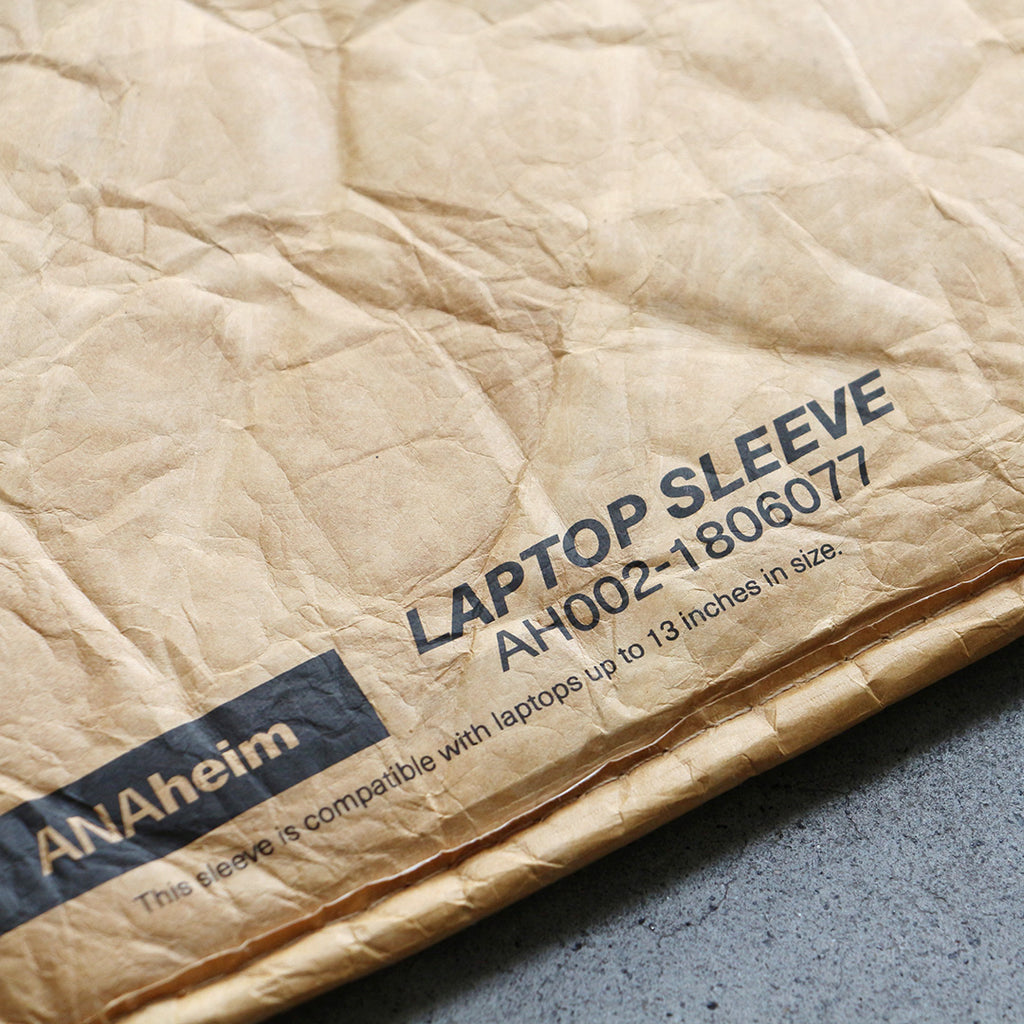 LAPTOP SLEEVE
AH002-1806077
ANAheim
This sleeve is compatible with laptops up to 13 inches in size.